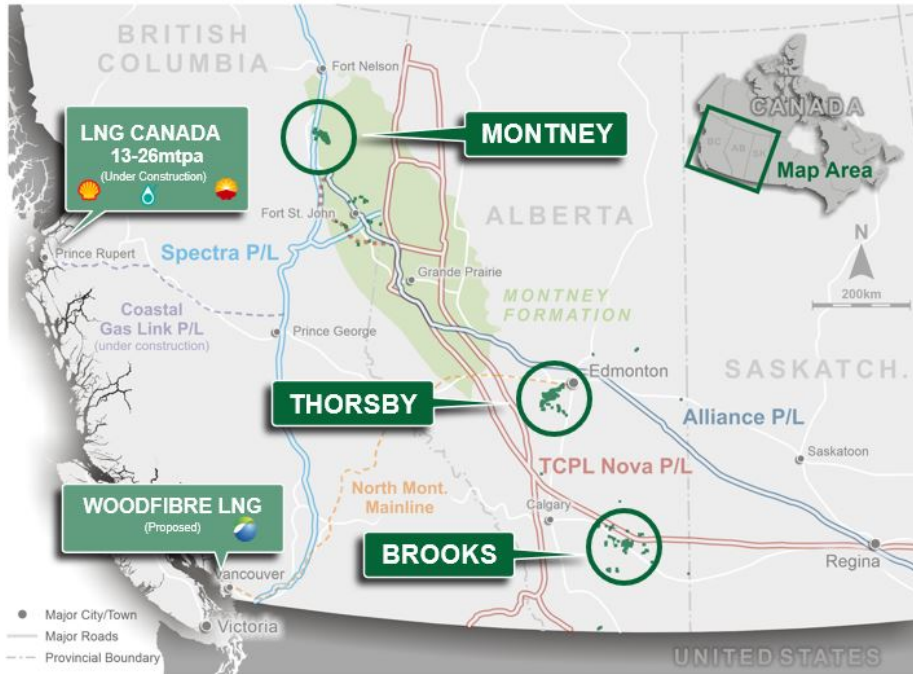 BRITISH
COLUMBIA
Fort Nelson
LNG CANADA
13-26mtpa
(Under Construction)
MONTNEY
CANADA
BC
AB
SK
Map Area
Fort St. John
ALBERTA
N
200km
Prince Rupert
Spectra P/L
Grande Prairie
MONTNEY
FORMATION
Coastal
Gas Link P/L
(under construction)
Prince George
SASKATCH.
THORSBY
Edmonton
Alliance P/L
Saskatoon
TCPL Nova P/L
North Mont.
Mainline
Calgary
WOODFIBRE LNG
(Proposed)
BROOKS
Regina
Vancouver
Victoria
Major City/Town
Major Roads
Provincial Boundary
UNITED STATES